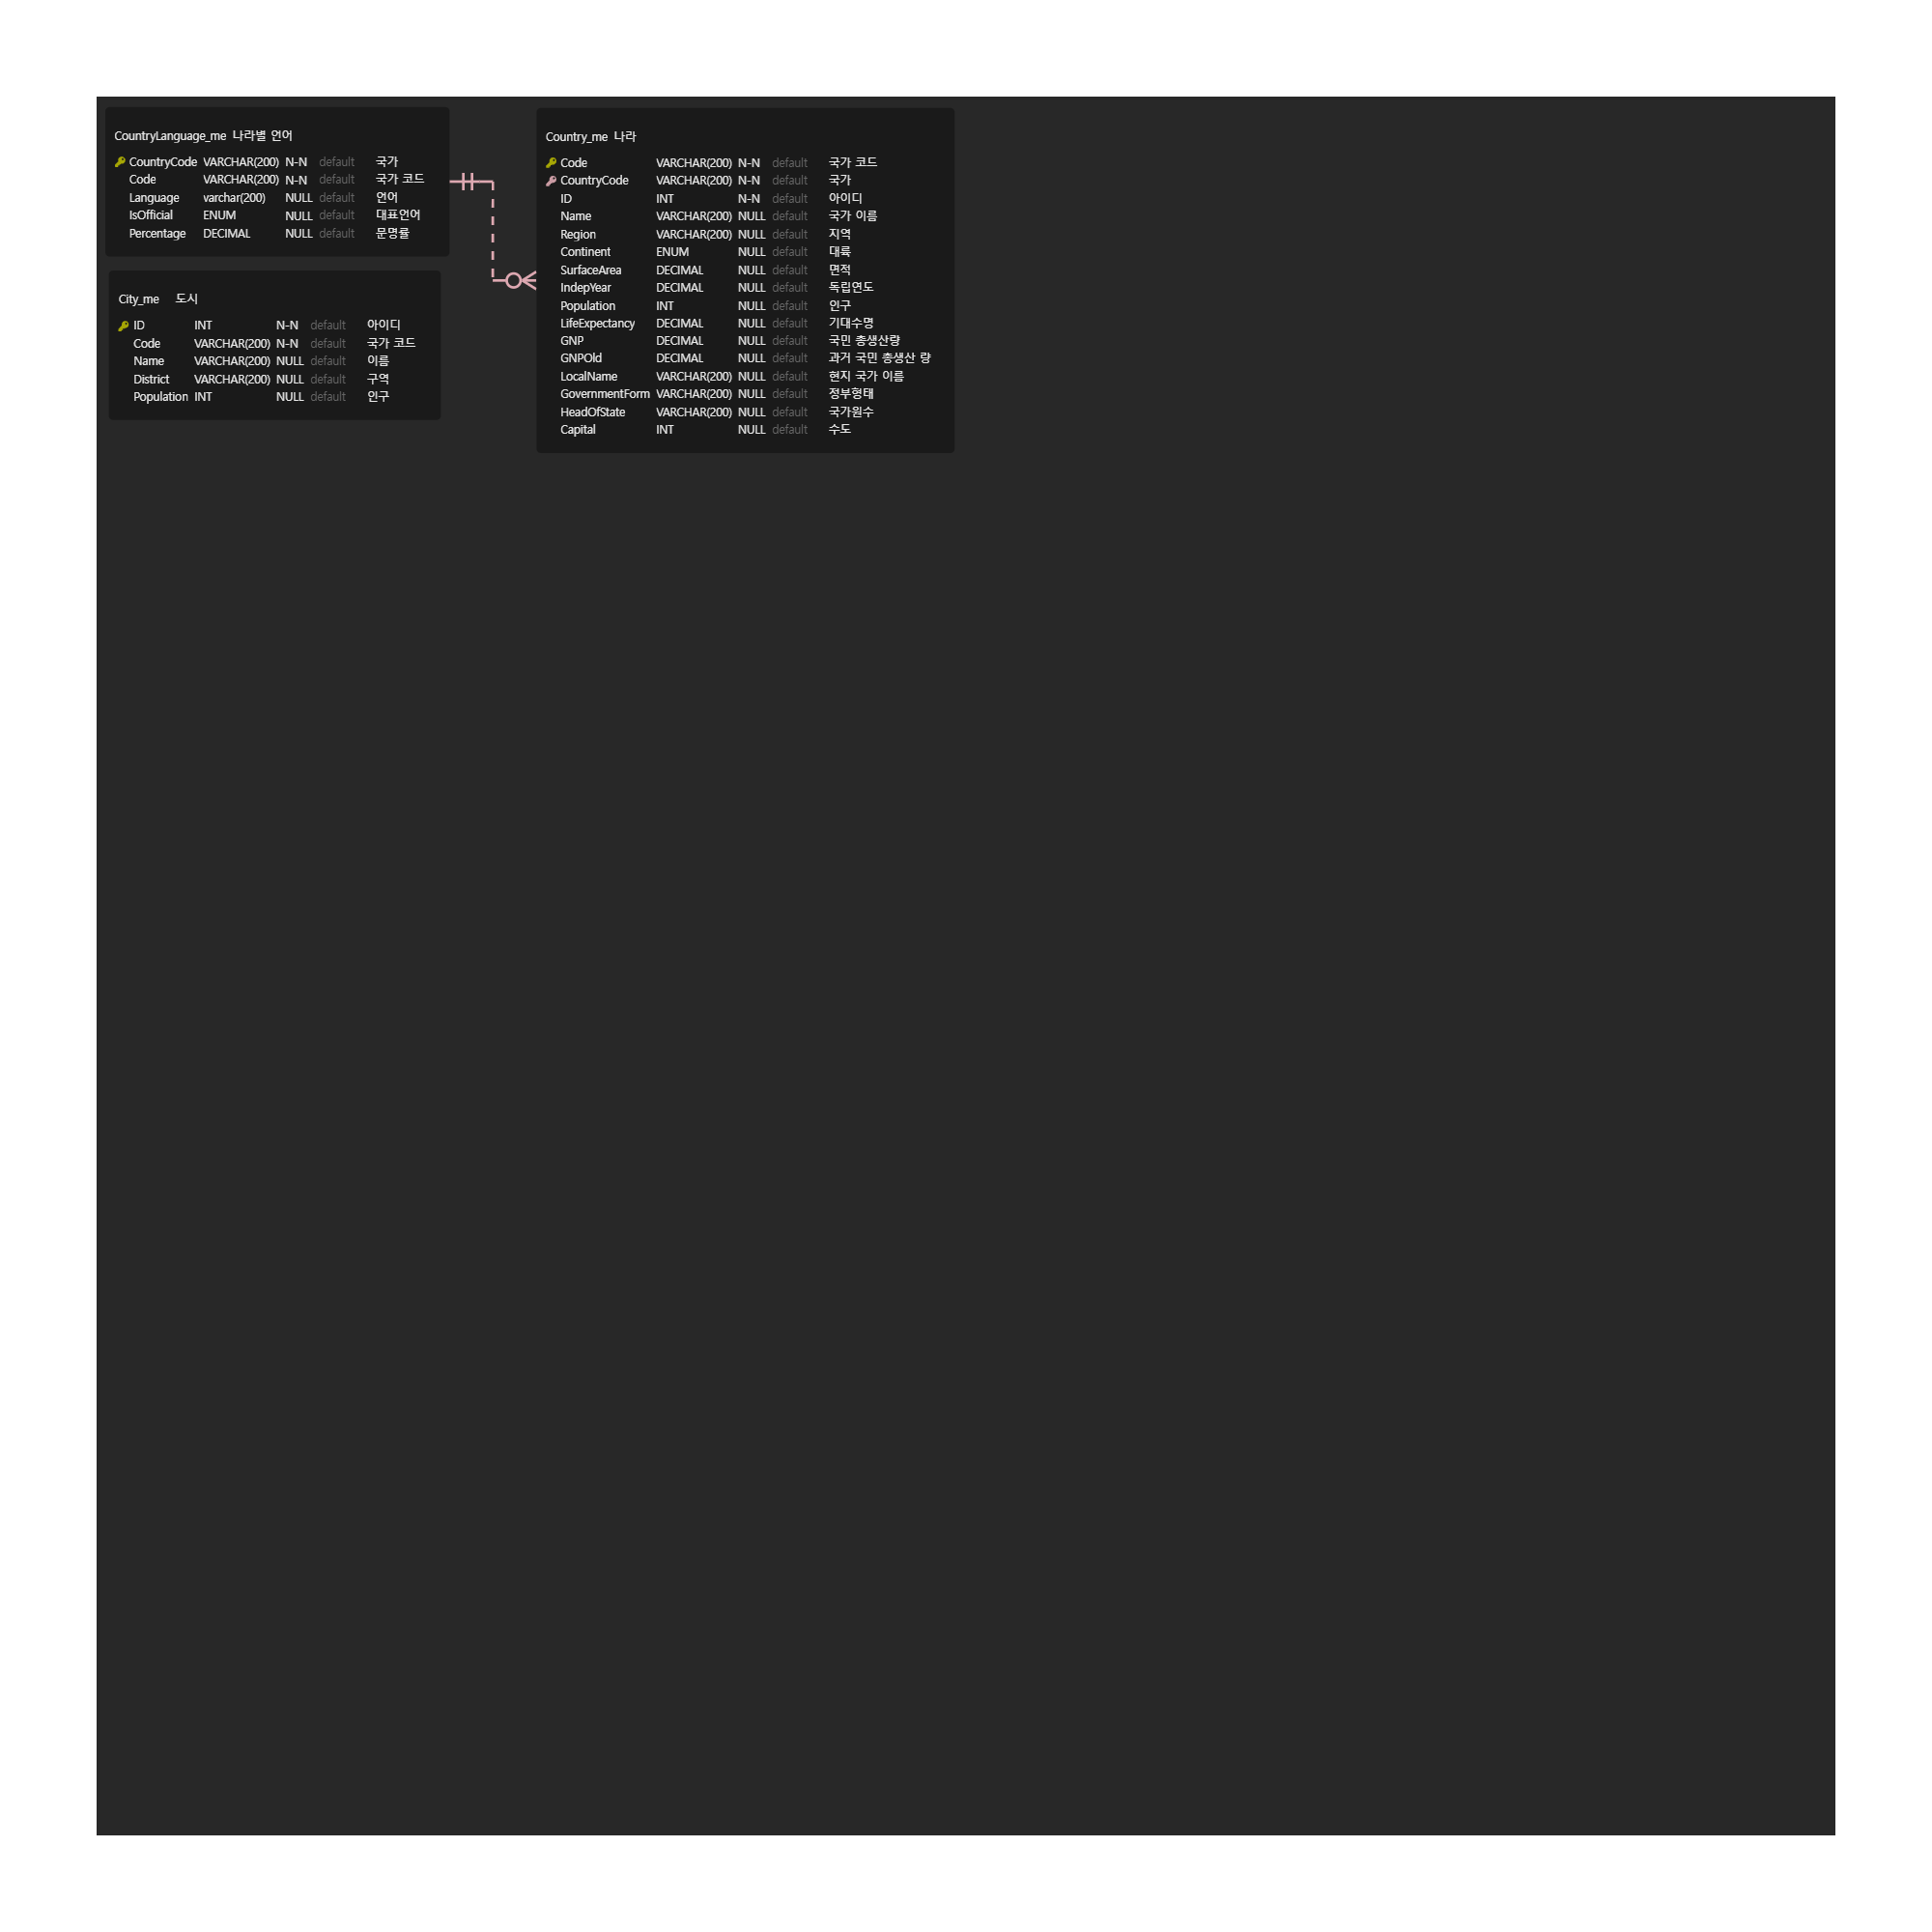 CountryLanguage_me 나라별 언어
CountryCode VARCHAR(200) N-N default 국가
Code VARCHAR(200) N-N default 국가 코드
Language varchar(200) NULL default 언어
IsOfficial ENUM NULL default 대표언어
Percentage DECIMAL NULL default 문명률
City_me 도시
ID INT N-N default 아이디
Code VARCHAR(200) N-N default 국가 코드
Name VARCHAR(200) NULL default 이름
District VARCHAR(200) NULL default 구역
Population INT NULL default 인구
Country_me 나라
Code VARCHAR(200) N-N default 국가 코드
CountryCode VARCHAR(200) N-N default 국가
ID INT N-N default 아이디
Name VARCHAR(200) NULL default 국가 이름
Region VARCHAR(200) NULL default 지역
Continent ENUM NULL default 대륙
SurfaceArea DECIMAL NULL default 면적
IndepYear DECIMAL NULL default 독립연도
Population INT NULL default 인구
LifeExpectancy DECIMAL NULL default 기대수명
GNP DECIMAL NULL default 국민 총생산량
GNPOld DECIMAL NULL default 과거 국민 총생산 량
LocalName VARCHAR(200) NULL default 현지 국가 이름
GovernmentForm VARCHAR(200) NULL default 정부형태
HeadOfState VARCHAR(200) NULL default 국가원수
Capital INT NULL default 수도